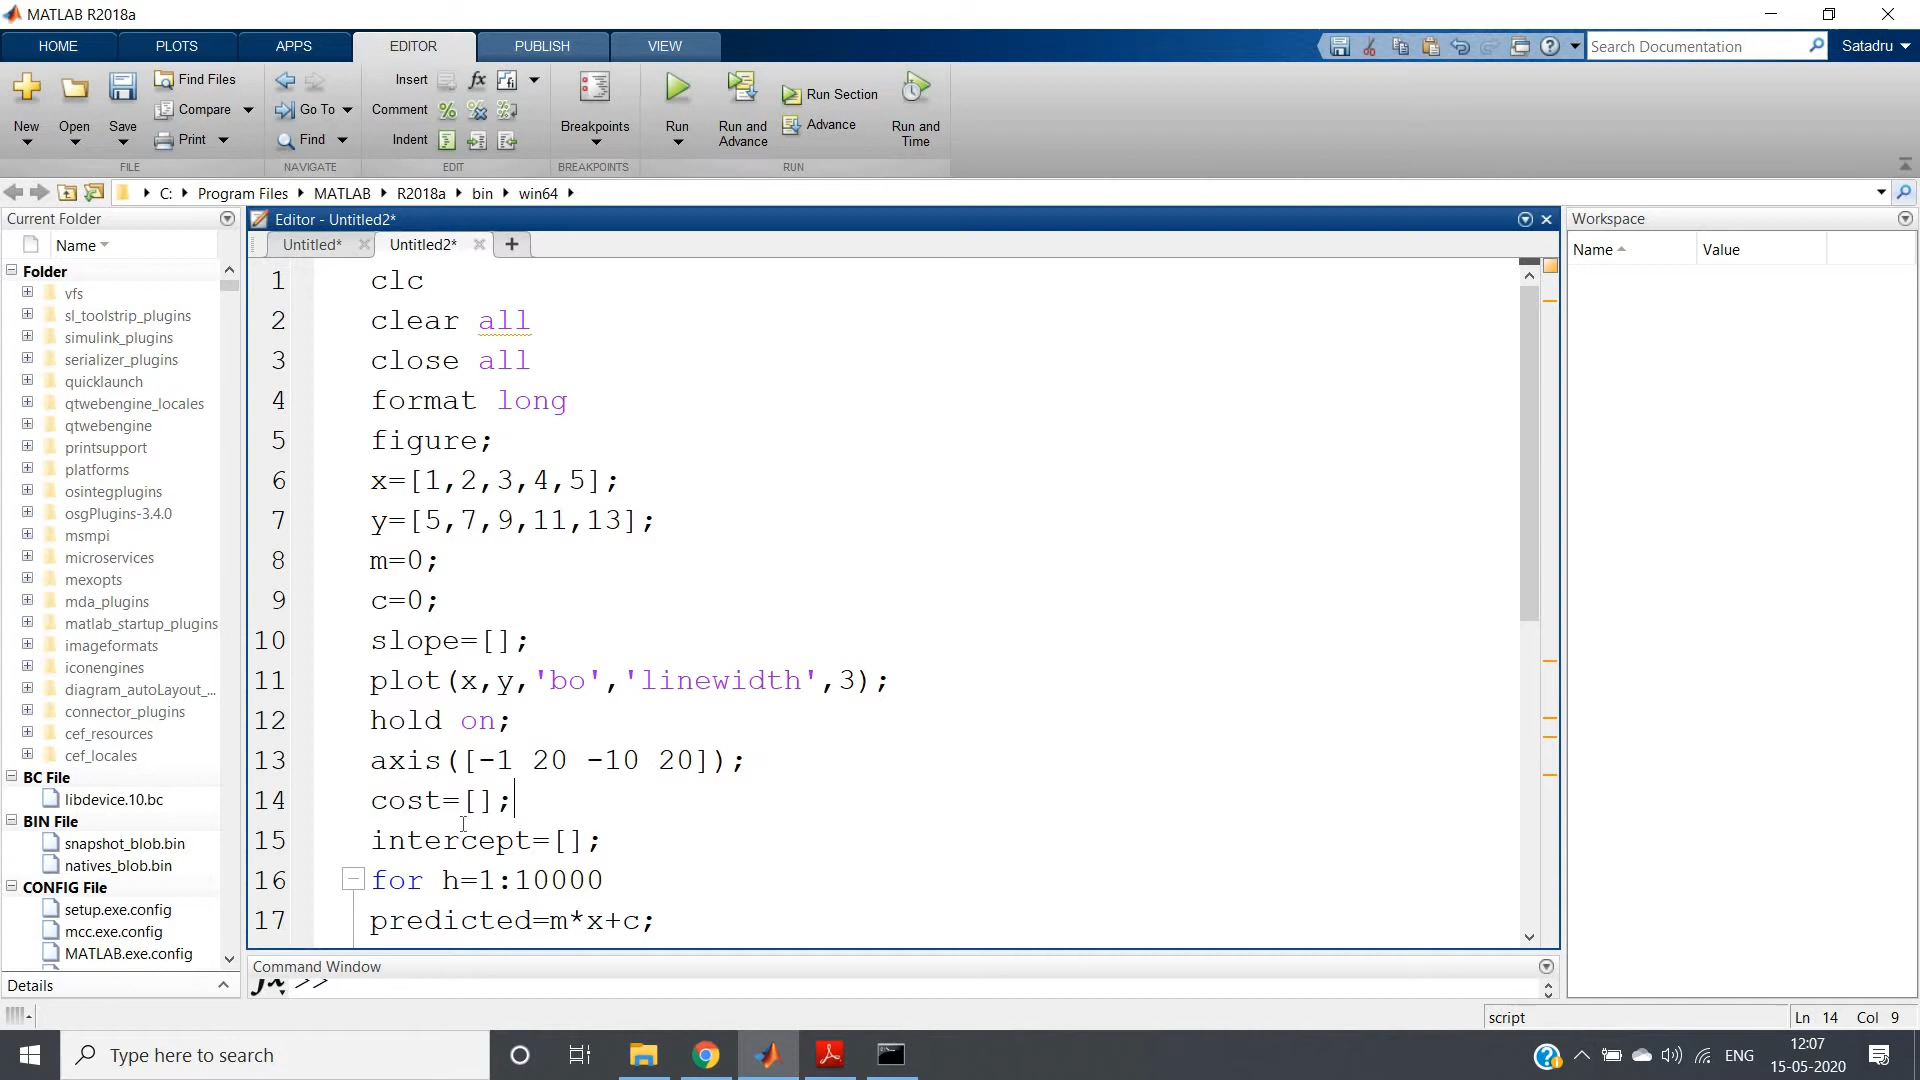 MATLAB R2018a
HOME PLOTS APPS EDITOR PUBLISH VIEW
Search Documentation
Satadru
New Open Save
Find Files
Compare
Print
Go To
Find
Insert
Comment
Indent
Breakpoints
Run
Run and Advance
Run Section
Advance
Run and Time
FILE NAVIGATE EDIT BREAKPOINTS RUN
C: Program Files MATLAB R2018a bin win64
Current Folder
Name
Folder
vfs
sl_toolstrip_plugins
simulink_plugins
serializer_plugins
quicklaunch
qtwebengine_locales
qtwebengine
printsupport
platforms
osintegplugins
osgPlugins-3.4.0
msmpi
microservices
mexopts
mda_plugins
matlab_startup_plugins
imageformats
iconengines
diagram_autoLayout_...
connector_plugins
cef_resources
cef_locales
BC File
libdevice.10.bc
BIN File
snapshot_blob.bin
natives_blob.bin
CONFIG File
setup.exe.config
mcc.exe.config
MATLAB.exe.config
Details
Editor - Untitled2*
Untitled* Untitled2*
1 clc
2 clear all
3 close all
4 format long
5 figure;
6 x=[1,2,3,4,5];
7 y=[5,7,9,11,13];
8 m=0;
9 c=0;
10 slope=[];
11 plot(x,y,'bo','linewidth',3);
12 hold on;
13 axis([-1 20 -10 20]);
14 cost=[];
15 intercept=[];
16 for h=1:10000
17 predicted=m*x+c;
Command Window
fx >>
Workspace
Name Value
script
Ln 14 Col 9
Type here to search
ENG
12:07
15-05-2020